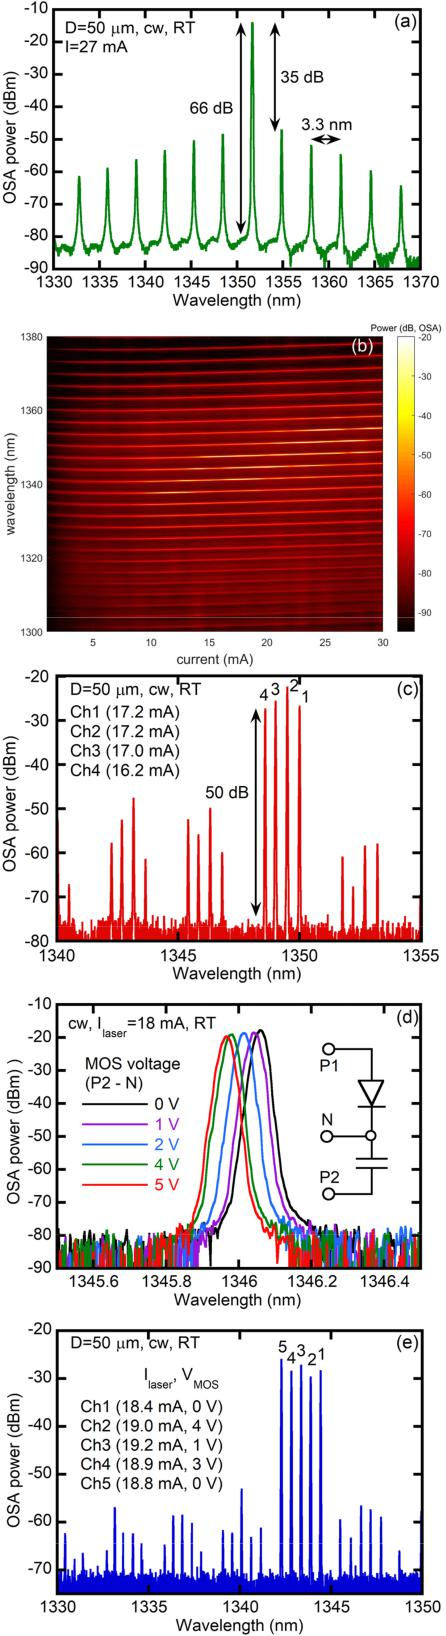 D=50 μm, cw, RT
I=27 mA
(a)
66 dB
35 dB
3.3 nm
OSA power (dBm)
-10
-20
-30
-40
-50
-60
-70
-80
-90
1330 1335 1340 1345 1350 1355 1360 1365 1370
Wavelength (nm)
(b)
Power (dB, OSA)
wavelength (nm)
1380
1360
1340
1320
1300
5 10 15 20 25 30
current (mA)
-20
-30
-40
-50
-60
-70
-80
-90
D=50 μm, cw, RT
(c)
Ch1 (17.2 mA)
Ch2 (17.2 mA)
Ch3 (17.0 mA)
Ch4 (16.2 mA)
4 3 2 1
50 dB
OSA power (dBm)
-20
-30
-40
-50
-60
-70
-80
1340 1345 1350 1355
Wavelength (nm)
cw, Ilaser=18 mA, RT
(d)
MOS voltage
(P2 - N)
0 V
1 V
2 V
4 V
5 V
P1
N
P2
OSA power (dBm) )
-10
-20
-30
-40
-50
-60
-70
-80
-90
1345.6 1345.8 1346 1346.2 1346.4
Wavelength (nm)
D=50 μm, cw, RT
(e)
Ilaser, VMOS
Ch1 (18.4 mA, 0 V)
Ch2 (19.0 mA, 4 V)
Ch3 (19.2 mA, 1 V)
Ch4 (18.9 mA, 3 V)
Ch5 (18.8 mA, 0 V)
5 4 3 2 1
OSA power (dBm)
-20
-30
-40
-50
-60
-70
1330 1335 1340 1345 1350
Wavelength (nm)